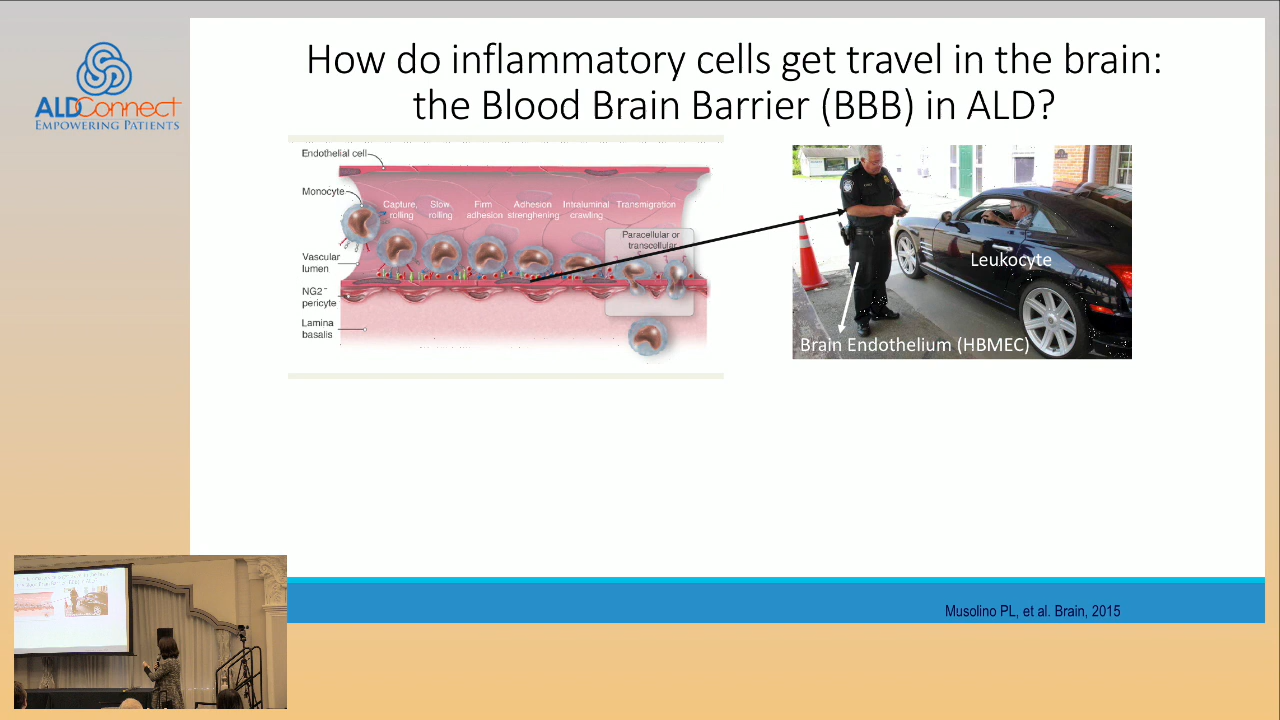 ALDConnect
EMPOWERING PATIENTS
How do inflammatory cells get travel in the brain:
the Blood Brain Barrier (BBB) in ALD?
Endothelial cell
Monocyte
Capture,
rolling
Slow
rolling
Firm
adhesion
Adhesion
strenghening
Intraluminal
crawling
Transmigration
Paracellular or
transcellular
Vascular
lumen
NG2⁻
pericyte
Lamina
basalis
Leukocyte
Brain Endothelium (HBMEC)
Musolino PL, et al. Brain, 2015